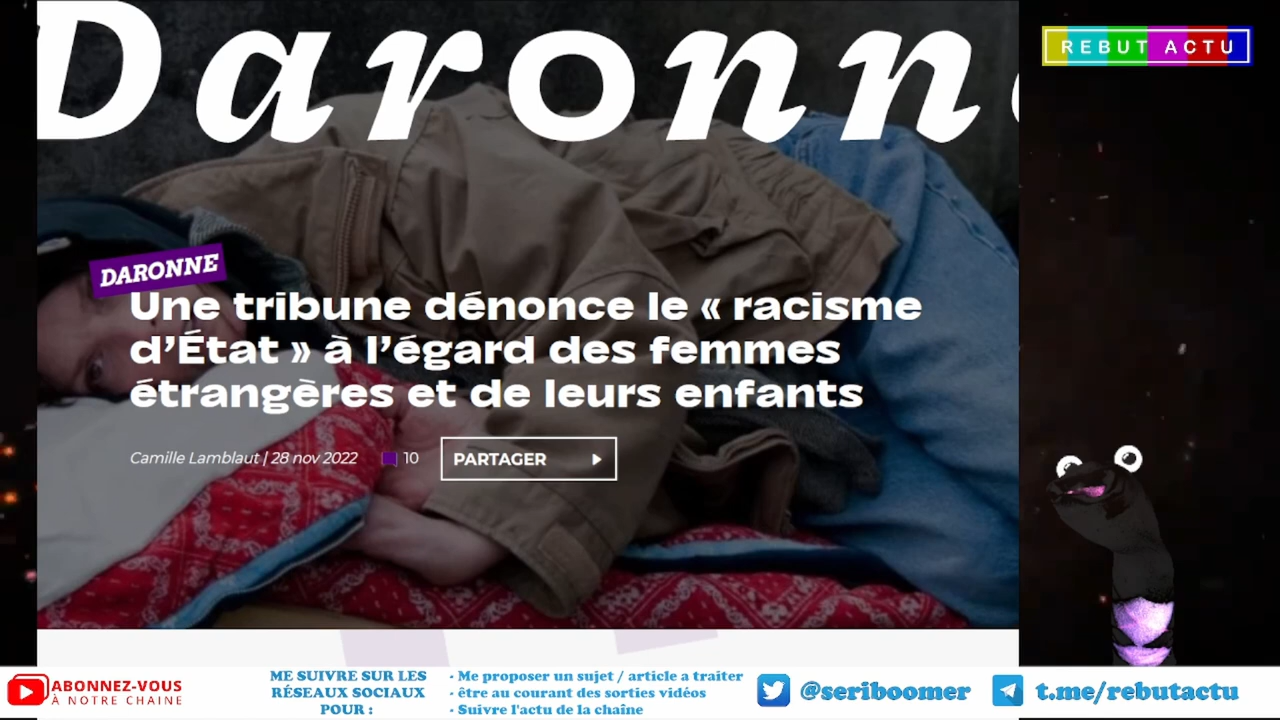 Daronn
REBUT ACTU
DARONNE
Une tribune dénonce le « racisme
d'État » à l'égard des femmes
étrangères et de leurs enfants
Camille Lamblaut | 28 nov 2022
10
PARTAGER
ABONNEZ-VOUS
À NOTRE CHAINE
ME SUIVRE SUR LES
RÉSEAUX SOCIAUX
POUR :
- Me proposer un sujet / article a traiter
- être au courant des sorties vidéos
- Suivre l'actu de la chaîne
@seriboomer
t.me/rebutactu